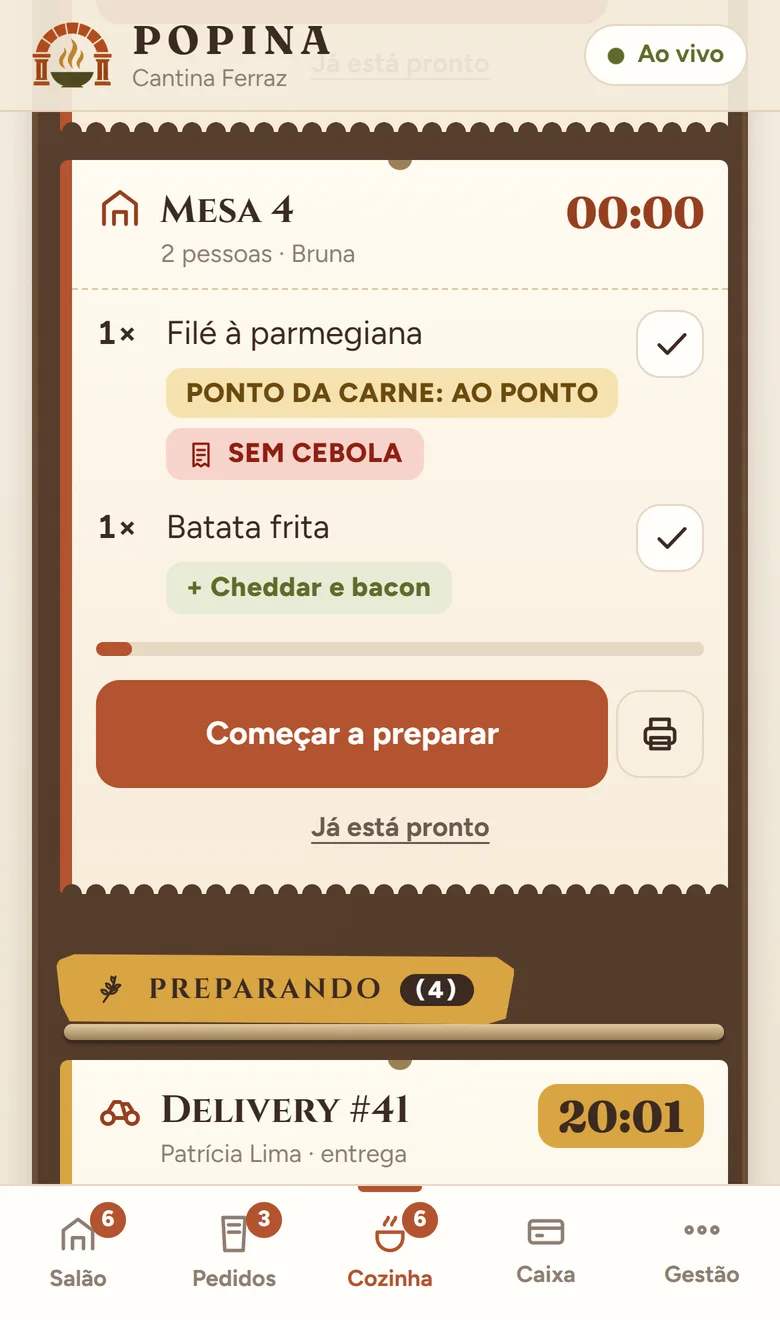 POPINA
Cantina Ferraz
Já está pronto
Ao vivo
MESA 4
00:00
2 pessoas · Bruna
1× Filé à parmegiana
PONTO DA CARNE: AO PONTO
SEM CEBOLA
1× Batata frita
+ Cheddar e bacon
Começar a preparar
Já está pronto
PREPARANDO (4)
DELIVERY #41
20:01
Patrícia Lima · entrega
6 3 6
Salão Pedidos Cozinha Caixa Gestão